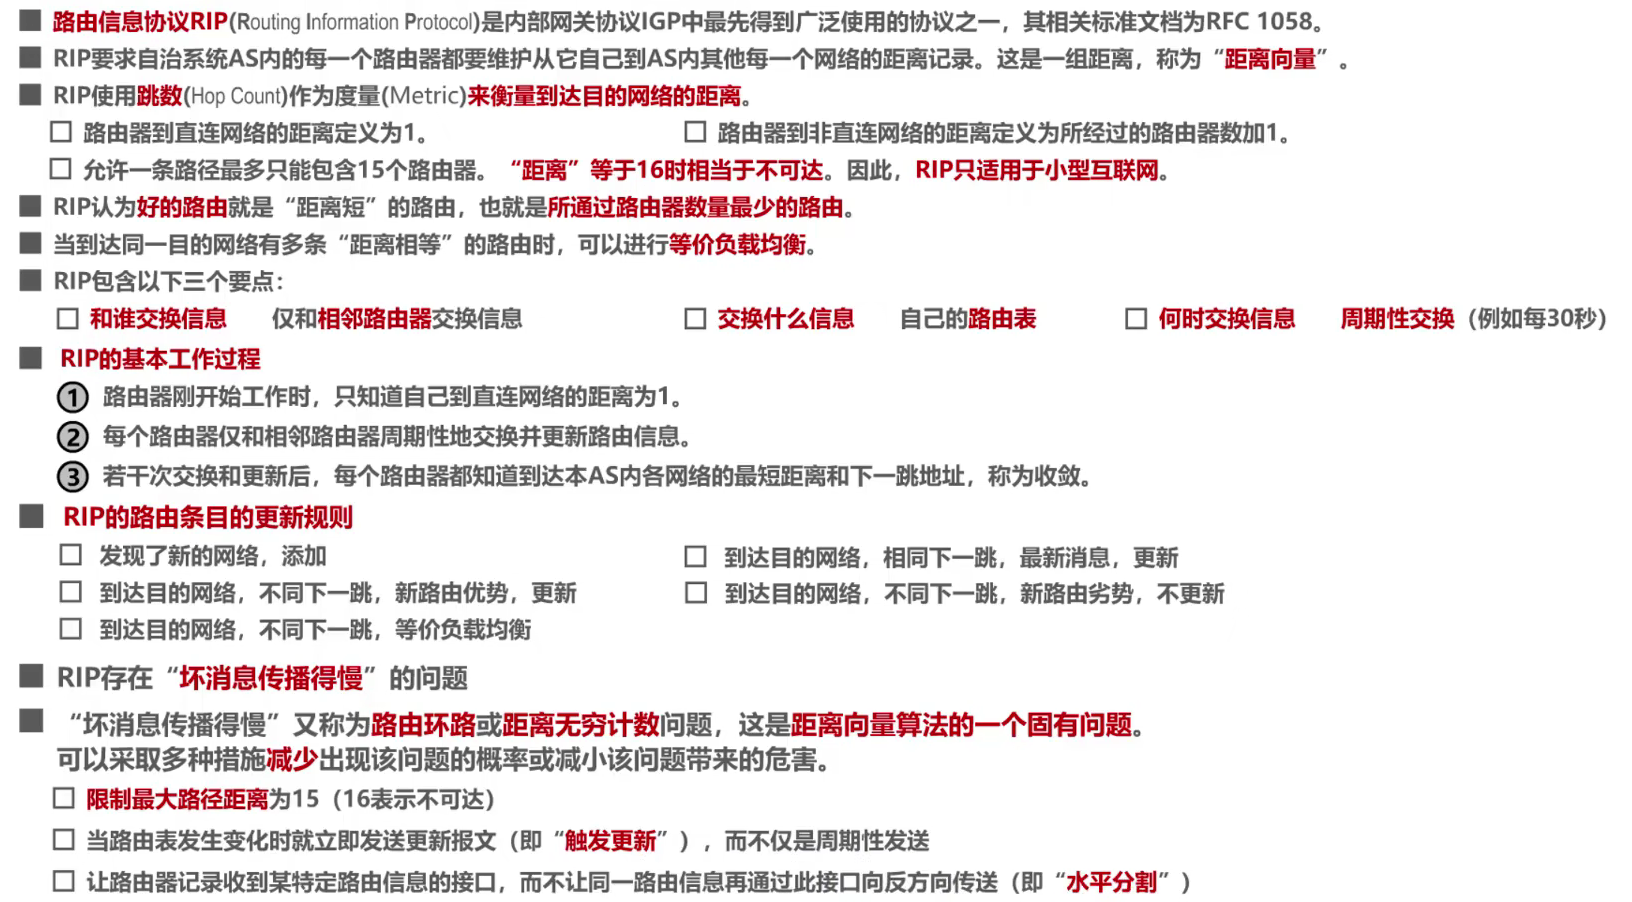 路由信息协议RIP(Routing Information Protocol)是内部网关协议IGP中最先得到广泛使用的协议之一，其相关标准文档为RFC 1058。
RIP要求自治系统AS内的每一个路由器都要维护从它自己到AS内其他每一个网络的距离记录。这是一组距离，称为“距离向量”。
RIP使用跳数(Hop Count)作为度量(Metric)来衡量到达目的网络的距离。
路由器到直连网络的距离定义为1。 路由器到非直连网络的距离定义为所经过的路由器数加1。
允许一条路径最多只能包含15个路由器。“距离”等于16时相当于不可达。因此，RIP只适用于小型互联网。
RIP认为好的路由就是“距离短”的路由，也就是所通过路由器数量最少的路由。
当到达同一目的网络有多条“距离相等”的路由时，可以进行等价负载均衡。
RIP包含以下三个要点：
和谁交换信息 仅和相邻路由器交换信息 交换什么信息 自己的路由表 何时交换信息 周期性交换（例如每30秒）
RIP的基本工作过程
① 路由器刚开始工作时，只知道自己到直连网络的距离为1。
② 每个路由器仅和相邻路由器周期性地交换并更新路由信息。
③ 若干次交换和更新后，每个路由器都知道到达本AS内各网络的最短距离和下一跳地址，称为收敛。
RIP的路由条目的更新规则
发现了新的网络，添加 到达目的网络，相同下一跳，最新消息，更新
到达目的网络，不同下一跳，新路由优势，更新 到达目的网络，不同下一跳，新路由劣势，不更新
到达目的网络，不同下一跳，等价负载均衡
RIP存在“坏消息传播得慢”的问题
“坏消息传播得慢”又称为路由环路或距离无穷计数问题，这是距离向量算法的一个固有问题。
可以采取多种措施减少出现该问题的概率或减小该问题带来的危害。
限制最大路径距离为15（16表示不可达）
当路由表发生变化时就立即发送更新报文（即“触发更新”），而不仅是周期性发送
让路由器记录收到某特定路由信息的接口，而不让同一路由信息再通过此接口向反方向传送（即“水平分割”）